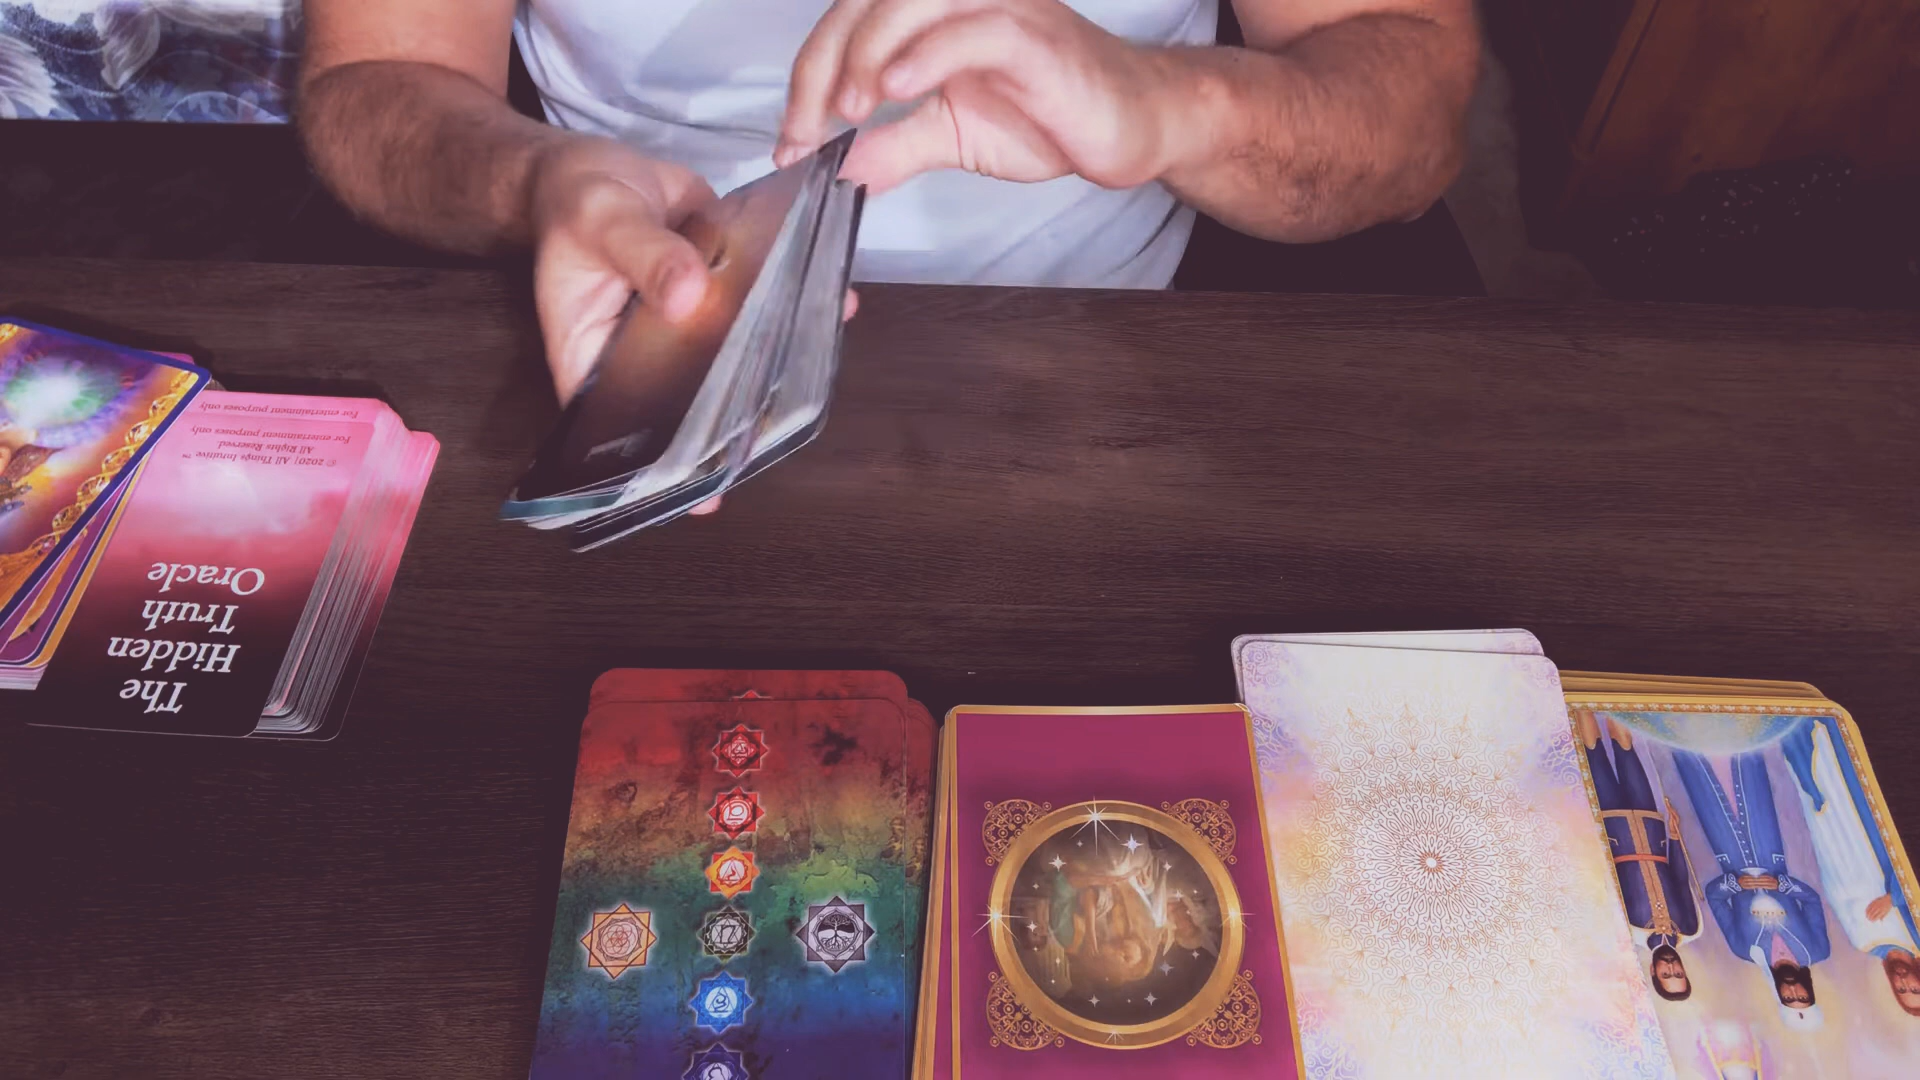 The
Hidden
Truth
Oracle
© 2020 | All Things Intuitive ™
All Rights Reserved.
For entertainment purposes only
For entertainment purposes only